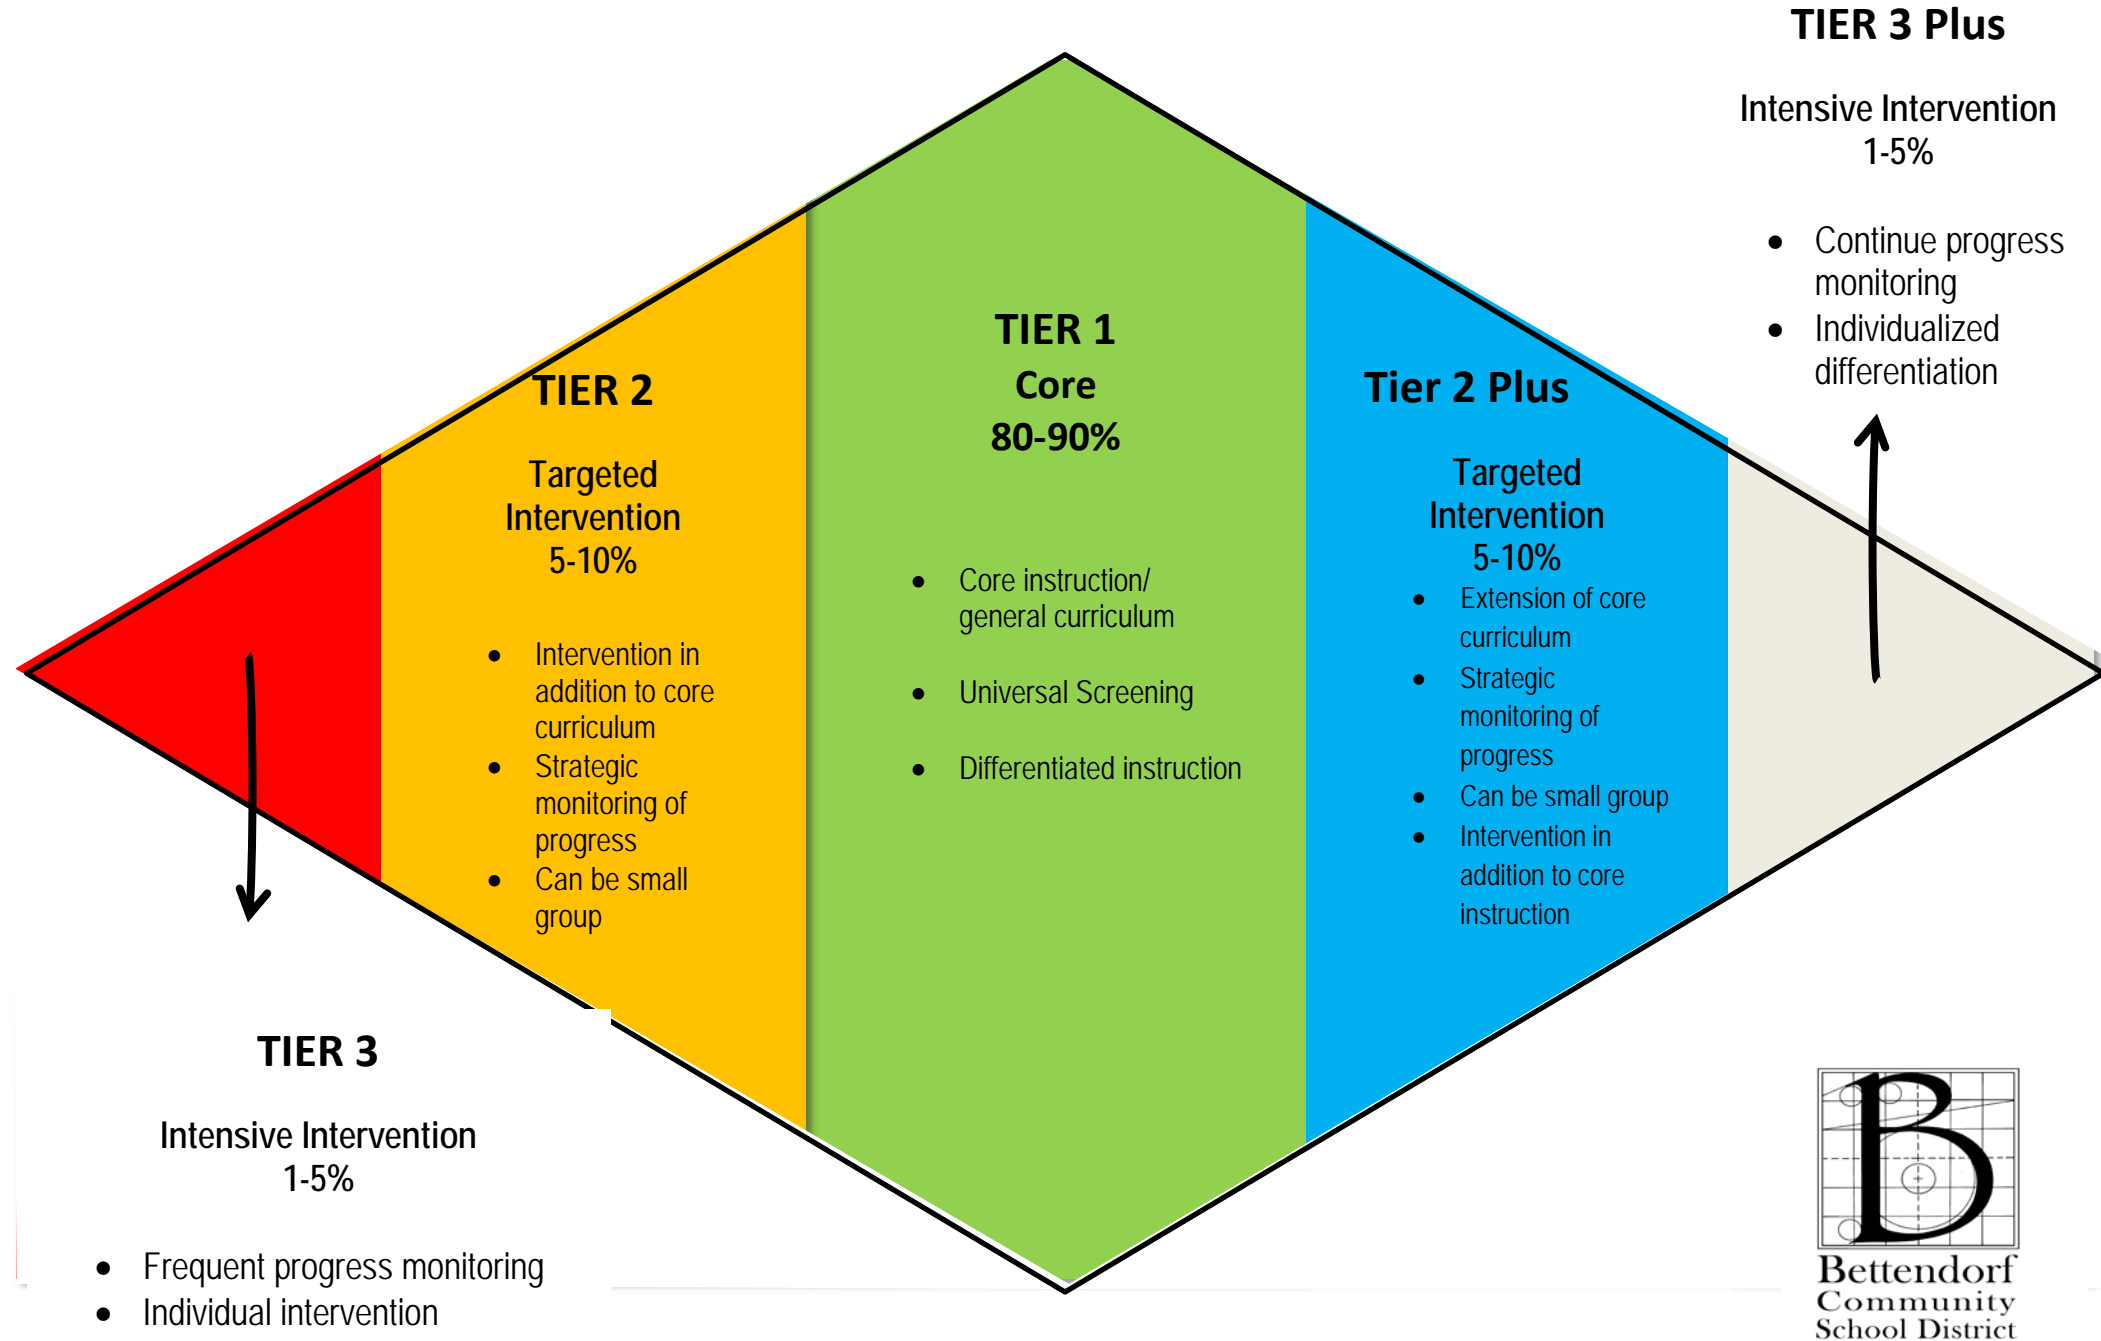 TIER 3 Plus
Intensive Intervention
1-5%
• Continue progress
monitoring
• Individualized
differentiation
TIER 1
Core
80-90%
• Core instruction/
general curriculum
• Universal Screening
• Differentiated instruction
TIER 2
Targeted
Intervention
5-10%
• Intervention in
addition to core
curriculum
• Strategic
monitoring of
progress
• Can be small
group
Tier 2 Plus
Targeted
Intervention
5-10%
• Extension of core
curriculum
• Strategic
monitoring of
progress
• Can be small group
• Intervention in
addition to core
instruction
TIER 3
Intensive Intervention
1-5%
• Frequent progress monitoring
• Individual intervention
B
Bettendorf
Community
School District